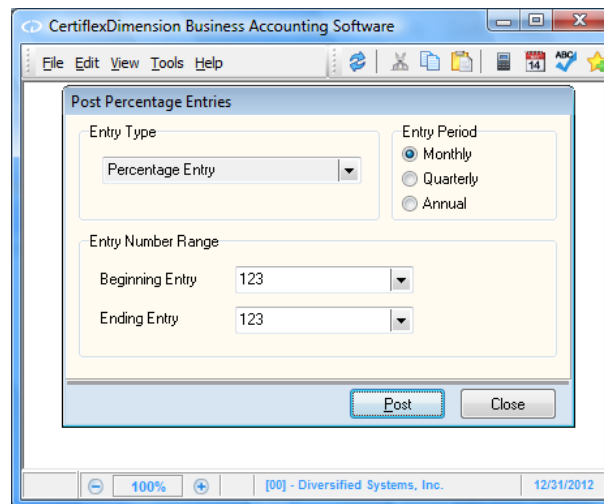 CertiflexDimension Business Accounting Software
File Edit View Tools Help
14
ABC
Post Percentage Entries
Entry Type
Percentage Entry
Entry Period
Monthly
Quarterly
Annual
Entry Number Range
Beginning Entry 123
Ending Entry 123
Post Close
100% [00] - Diversified Systems, Inc. 12/31/2012